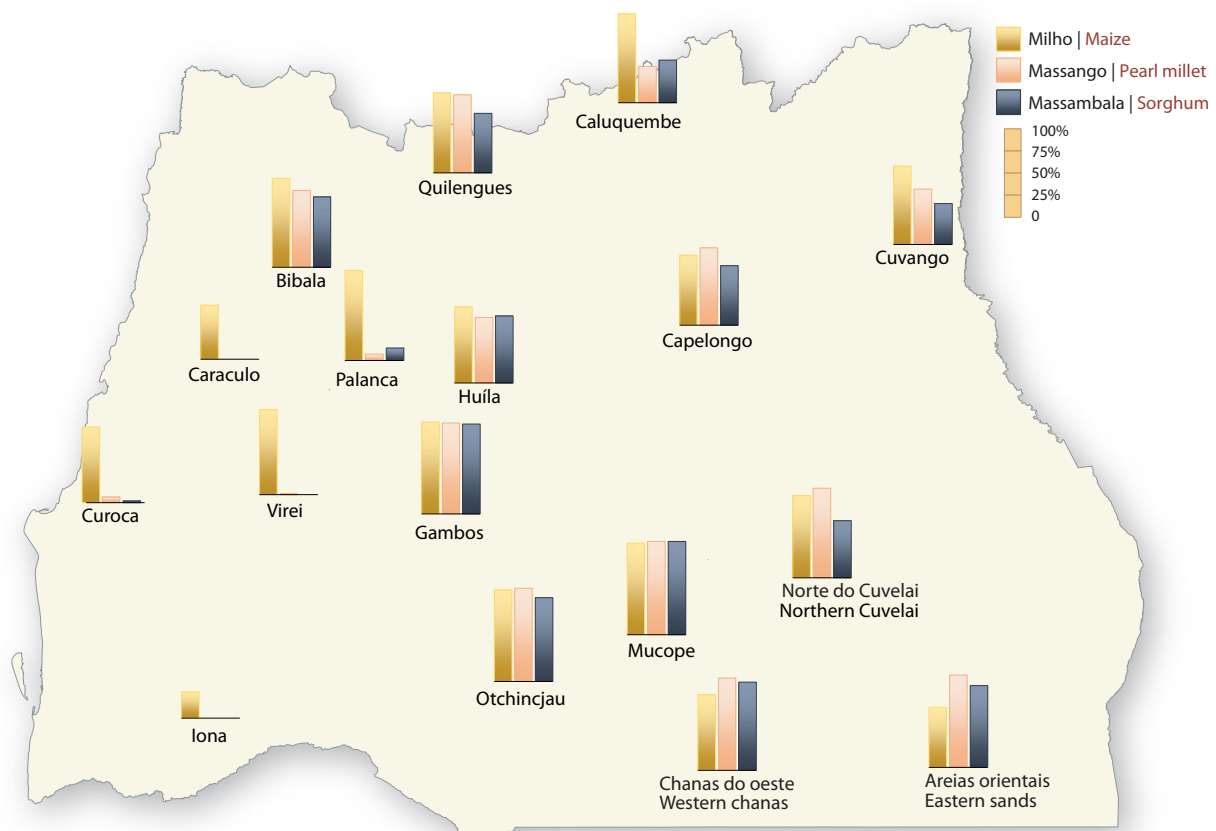 Milho | Maize
Massango | Pearl millet
Massambala | Sorghum
100%
75%
50%
25%
0
Caluquembe
Quilengues
Cuvango
Bibala
Capelongo
Caraculo
Palanca
Huíla
Curoca
Virei
Gambos
Norte do Cuvelai
Northern Cuvelai
Mucope
Otchincjau
Iona
Chanas do oeste
Western chanas
Areias orientais
Eastern sands